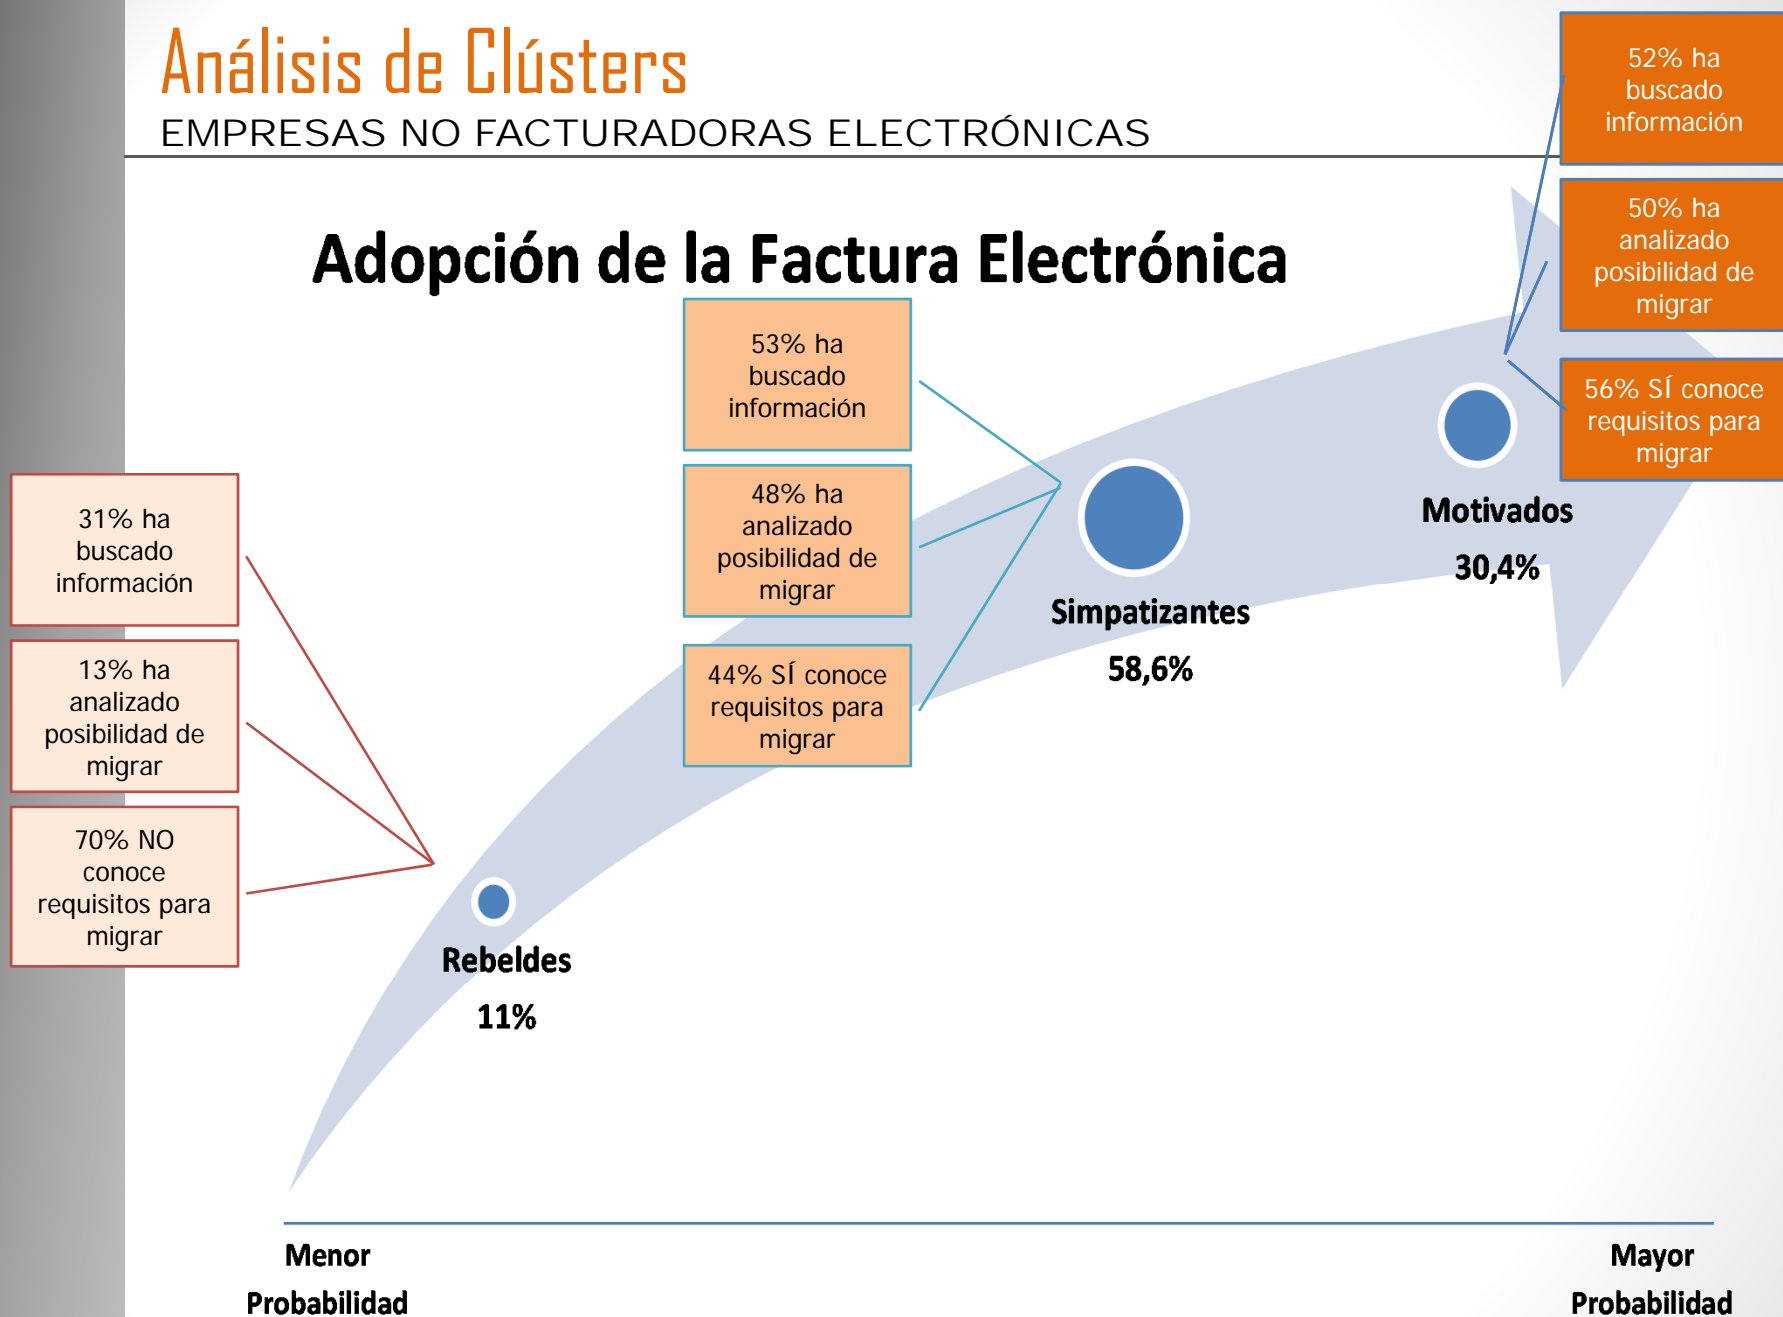 Análisis de Clústers
EMPRESAS NO FACTURADORAS ELECTRÓNICAS
Adopción de la Factura Electrónica
31% ha
buscado
información
13% ha
analizado
posibilidad de
migrar
70% NO
conoce
requisitos para
migrar
Rebeldes
11%
53% ha
buscado
información
48% ha
analizado
posibilidad de
migrar
44% SÍ conoce
requisitos para
migrar
Simpatizantes
58,6%
52% ha
buscado
información
50% ha
analizado
posibilidad de
migrar
56% SÍ conoce
requisitos para
migrar
Motivados
30,4%
Menor
Probabilidad
Mayor
Probabilidad